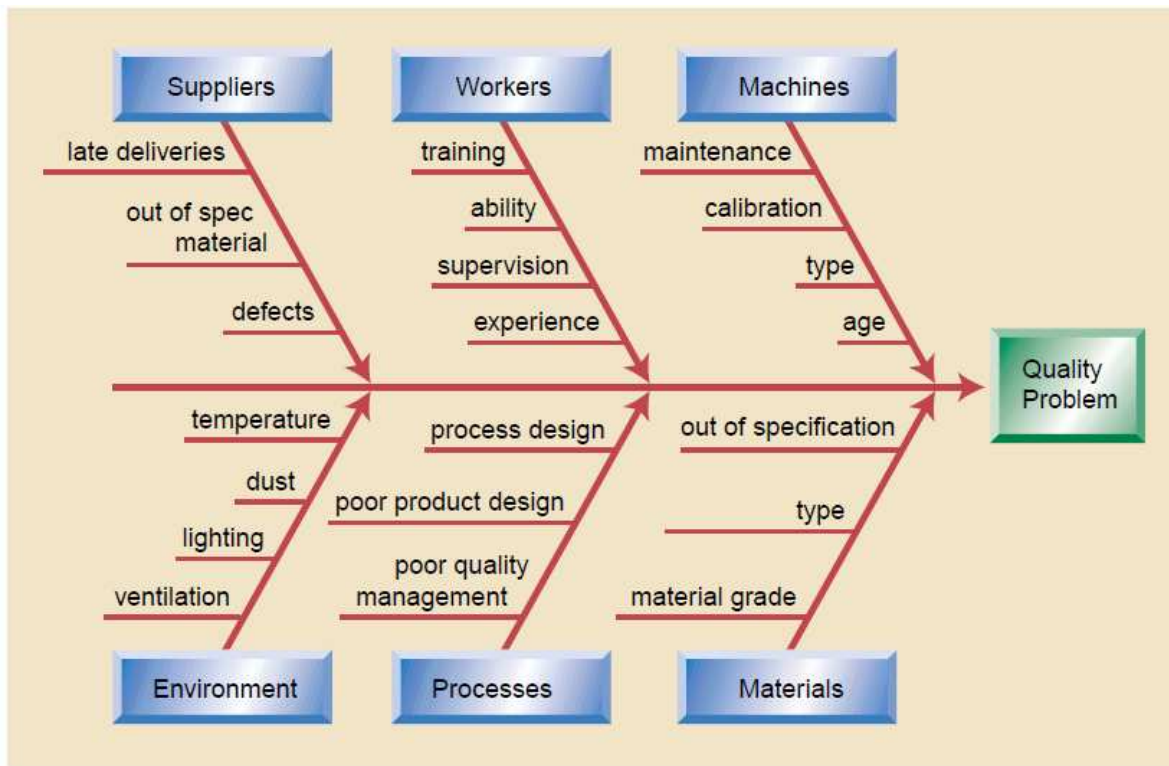 Suppliers
Workers
Machines
late deliveries
training
maintenance
out of spec
material
ability
calibration
supervision
type
defects
experience
age
Quality
Problem
temperature
process design
out of specification
dust
poor product design
type
lighting
poor quality
management
ventilation
material grade
Environment
Processes
Materials